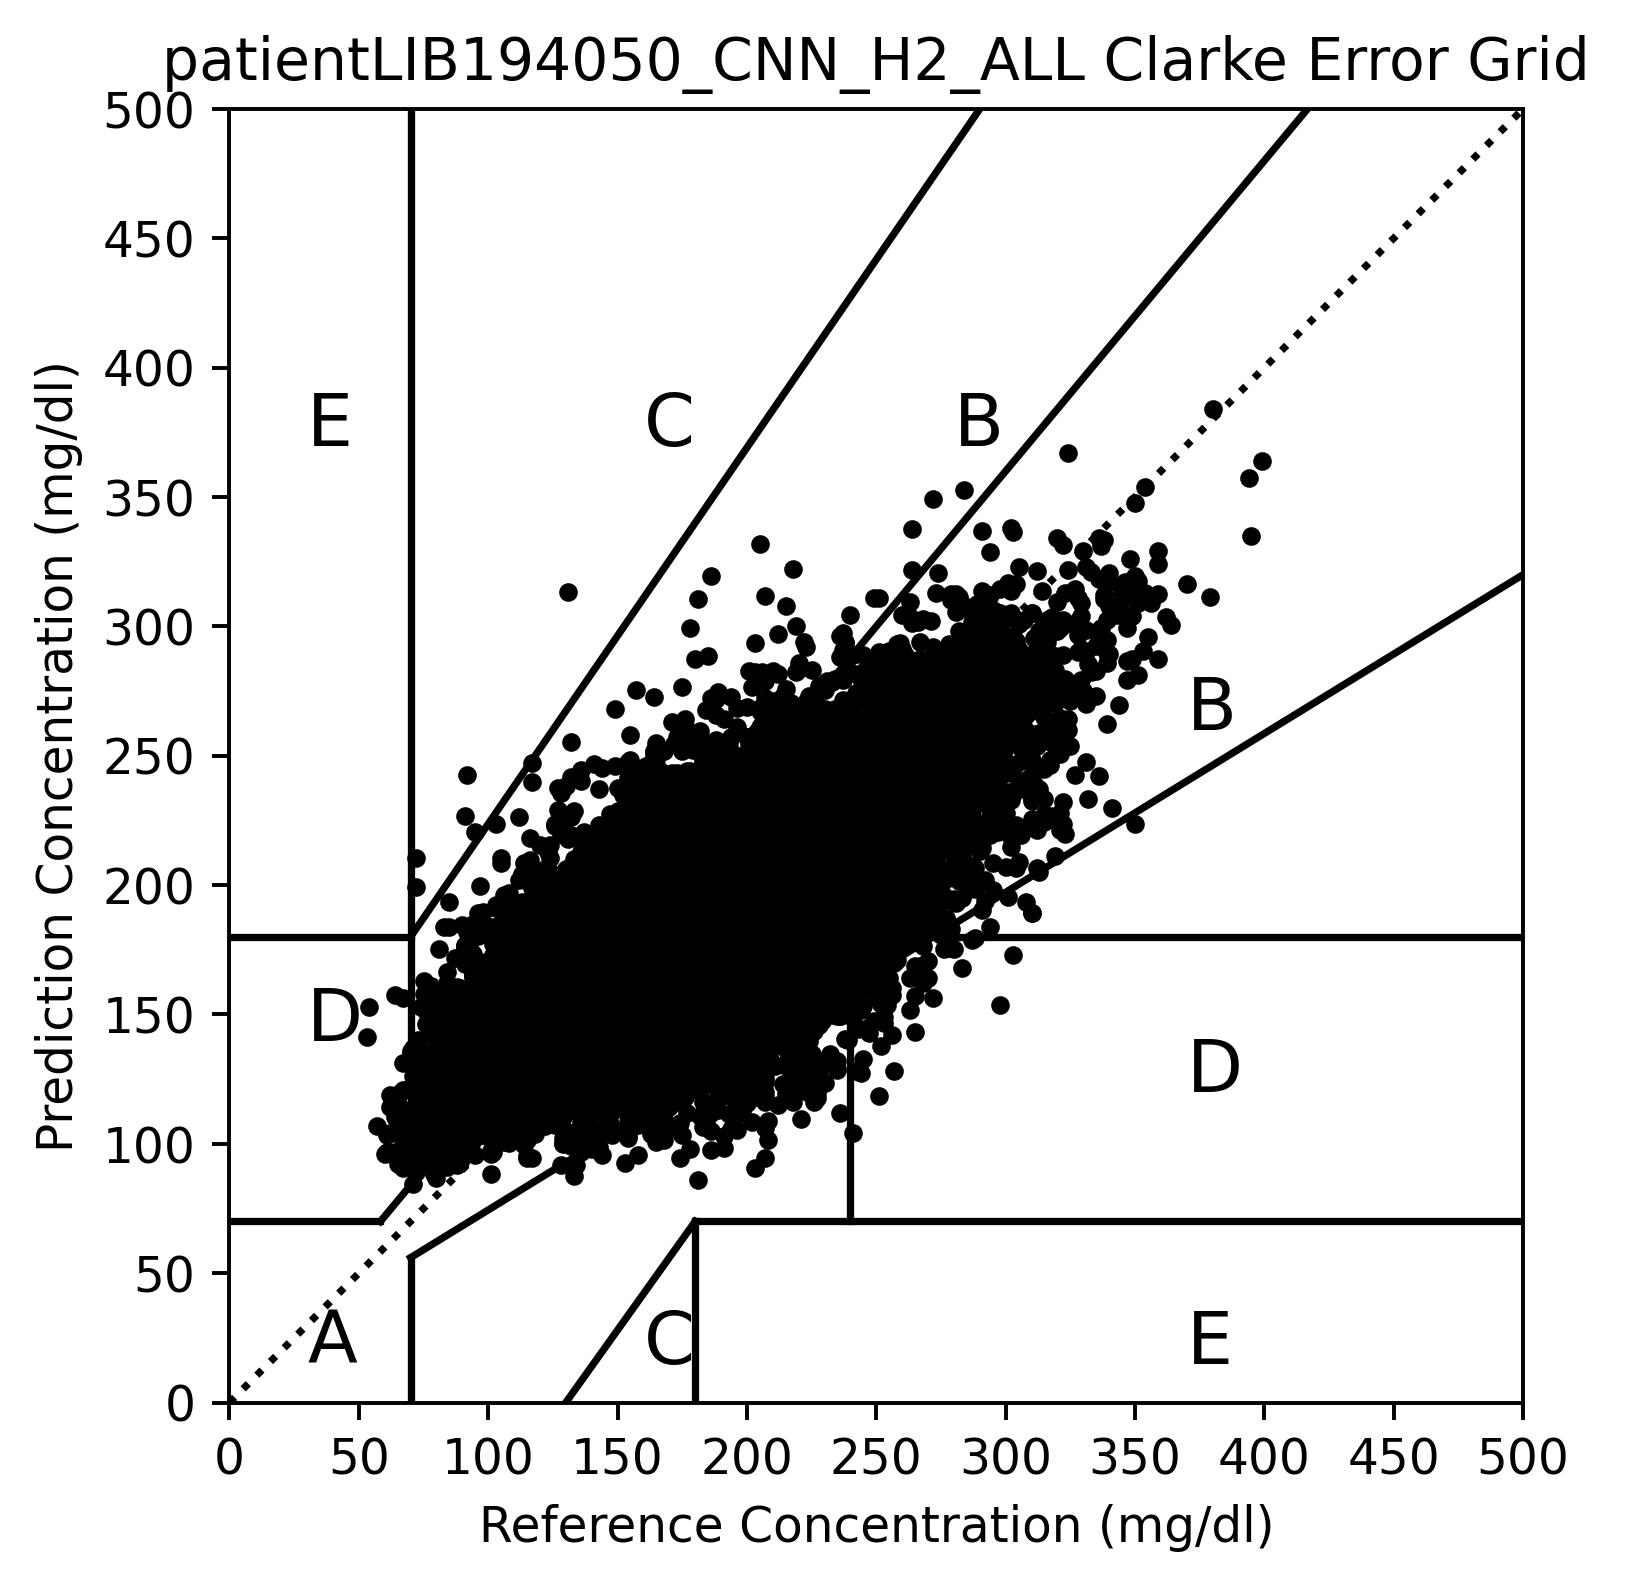 patientLIB194050_CNN_H2_ALL Clarke Error Grid
500
450
400
350
300
250
200
150
100
50
0
Prediction Concentration (mg/dl)
E
C
B
B
D
D
A
C
E
0 50 100 150 200 250 300 350 400 450 500
Reference Concentration (mg/dl)